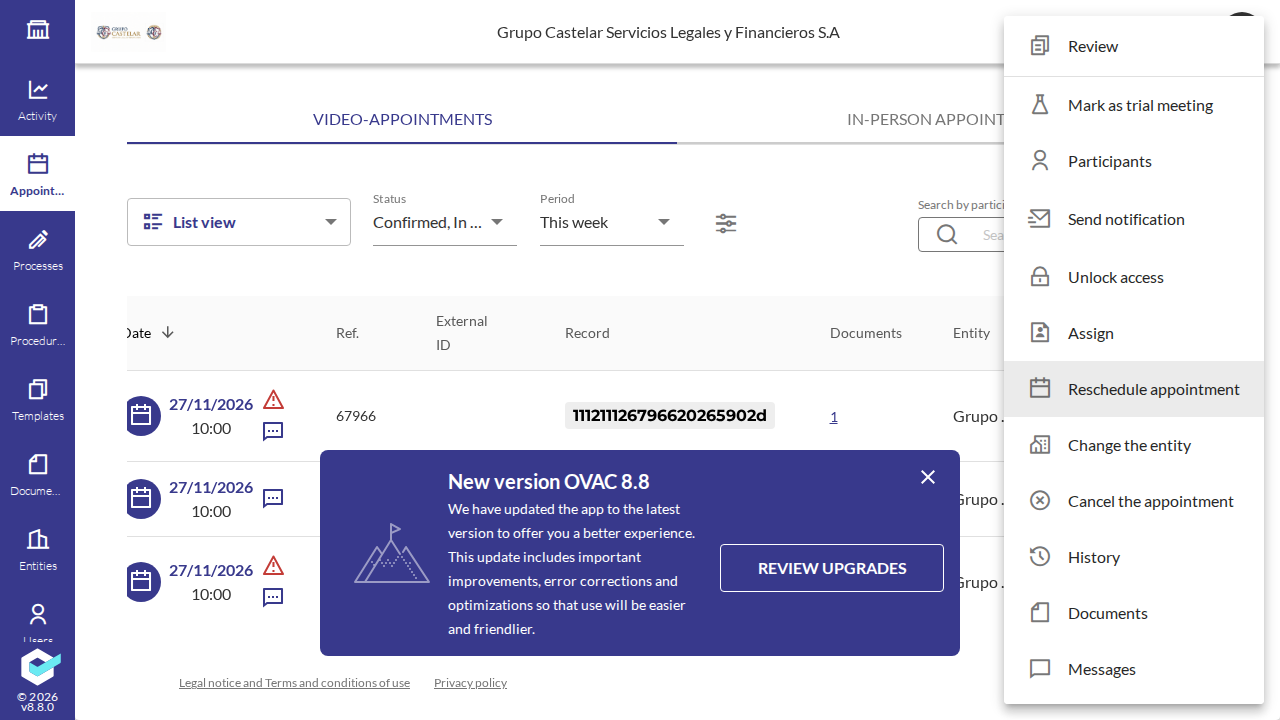 Grupo Castelar Servicios Legales y Financieros S.A
GRUPO
CASTELAR
Activity
Appoint...
Processes
Procedur...
Templates
Docume...
Entities
Users
© 2026
v8.8.0
VIDEO-APPOINTMENTS
IN-PERSON APPOINT
List view
Status
Confirmed, In ...
Period
This week
Search by partici
Sea
Date
Ref.
External
ID
Record
Documents
Entity
27/11/2026
10:00
67966
111211126796620265902d
1
Grupo .
27/11/2026
10:00
Grupo .
27/11/2026
10:00
Grupo .
New version OVAC 8.8
We have updated the app to the latest
version to offer you a better experience.
This update includes important
improvements, error corrections and
optimizations so that use will be easier
and friendlier.
REVIEW UPGRADES
Legal notice and Terms and conditions of use
Privacy policy
Review
Mark as trial meeting
Participants
Send notification
Unlock access
Assign
Reschedule appointment
Change the entity
Cancel the appointment
History
Documents
Messages